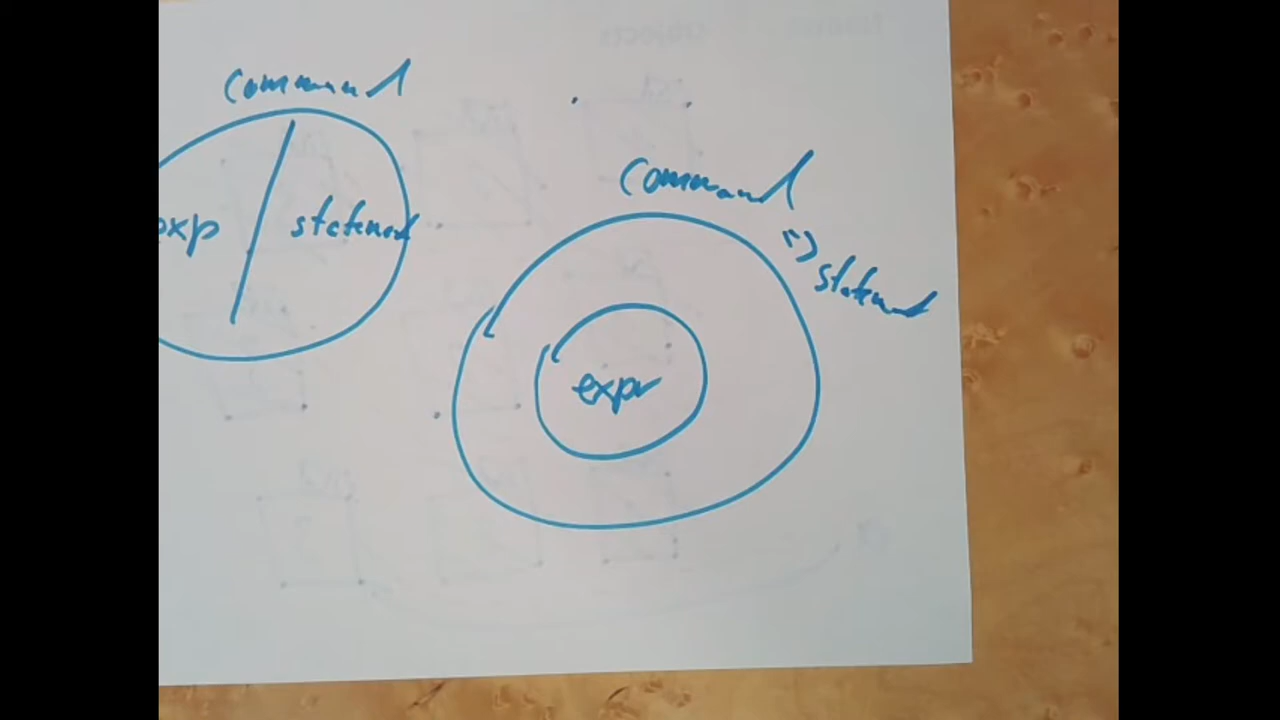 command
exp
statement
command
<=> statement
expr